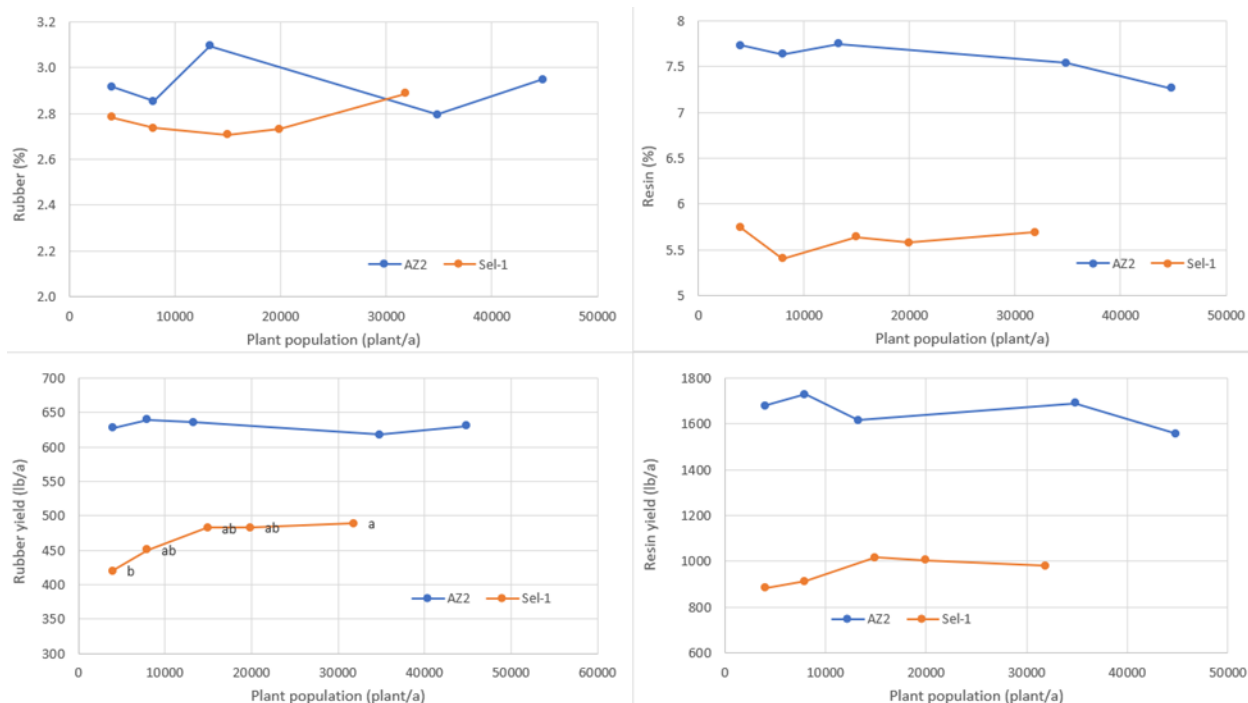 3.2
3.0
2.8
2.6
2.4
2.2
2.0
Rubber (%)
AZ2 Sel-1
0 10000 20000 30000 40000 50000
Plant population (plant/a)
8
7.5
7
6.5
6
5.5
5
Resin (%)
AZ2 Sel-1
0 10000 20000 30000 40000 50000
Plant population (plant/a)
700
650
600
550
500
450
400
350
300
Rubber yield (lb/a)
b ab ab ab a
AZ2 Sel-1
0 10000 20000 30000 40000 50000 60000
Plant population (plant/a)
1800
1600
1400
1200
1000
800
600
Resin yield (lb/a)
AZ2 Sel-1
0 10000 20000 30000 40000 50000
Plant population (plant/a)